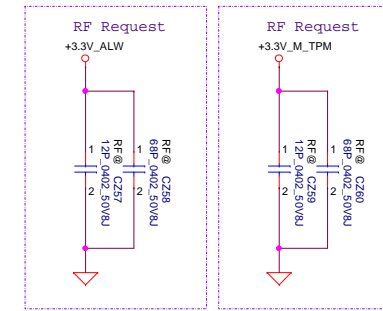 RF Request
+3.3V_ALW
1
2
RF@ CZ57
12P_0402_50V8J
1
2
RF@ CZ58
68P_0402_50V8J
RF Request
+3.3V_M_TPM
1
2
RF@ CZ59
12P_0402_50V8J
1
2
RF@ CZ60
68P_0402_50V8J